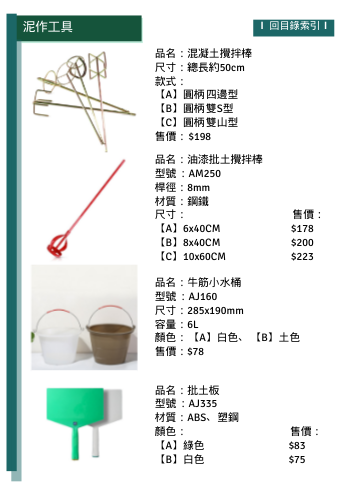 泥作工具
回目錄索引
品名：混凝土攪拌棒
尺寸：總長約50cm
款式：
【A】圓柄四邊型
【B】圓柄雙S型
【C】圓柄雙山型
售價：$198
品名：油漆批土攪拌棒
型號：AM250
桿徑：8mm
材質：鋼鐵
尺寸： 售價：
【A】6x40CM $178
【B】8x40CM $200
【C】10x60CM $223
品名：牛筋小水桶
型號：AJ160
尺寸：285x190mm
容量：6L
顏色：【A】白色、【B】土色
售價：$78
品名：批土板
型號：AJ335
材質：ABS、塑鋼
顏色： 售價：
【A】綠色 $83
【B】白色 $75